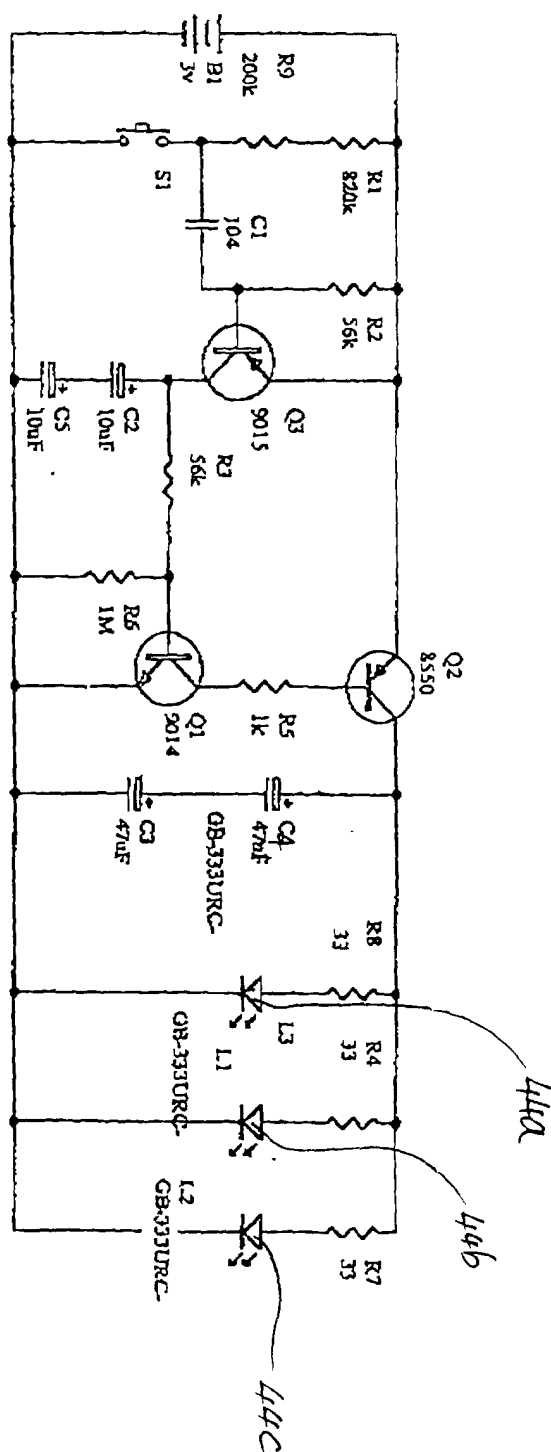 R9
200k
B1
3v
S1
R1
820k
C1
104
R2
56k
Q3
9015
C2
10uF
C5
10uF
R3
56k
R6
1M
Q1
9014
R5
1k
Q2
8550
C4
47uF
C3
47uF
GB-333URC-
R8
33
L3
R4
33
L1
GB-333URC-
R7
33
L2
GB-333URC-
44a
44b
44c